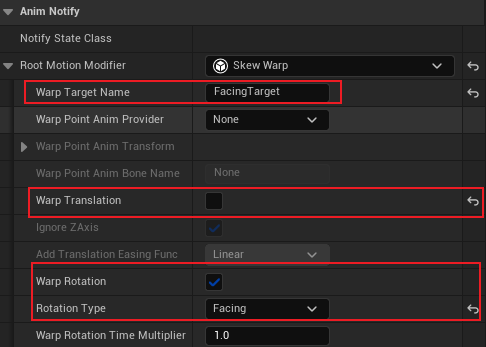 Anim Notify
Notify State Class
Root Motion Modifier Skew Warp
Warp Target Name FacingTarget
Warp Point Anim Provider None
Warp Point Anim Transform
Warp Point Anim Bone Name None
Warp Translation
Ignore ZAxis
Add Translation Easing Func Linear
Warp Rotation
Rotation Type Facing
Warp Rotation Time Multiplier 1.0